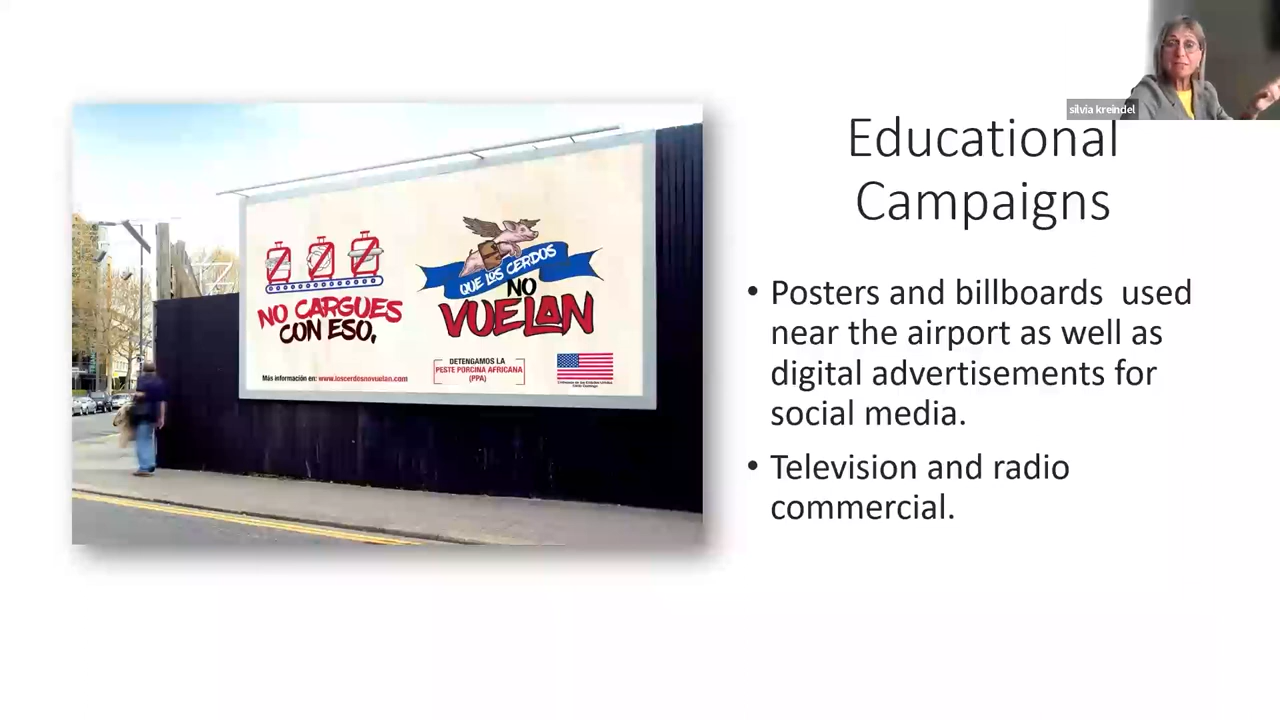 silvia kreindel
Educational
Campaigns
• Posters and billboards used
near the airport as well as
digital advertisements for
social media.
• Television and radio
commercial.
NO CARGUES
CON ESO,
QUE LOS CERDOS
NO
VUELAN
Más información en: www.loscerdosnovuelan.com
DETENGAMOS LA
PESTE PORCINA AFRICANA
(PPA)